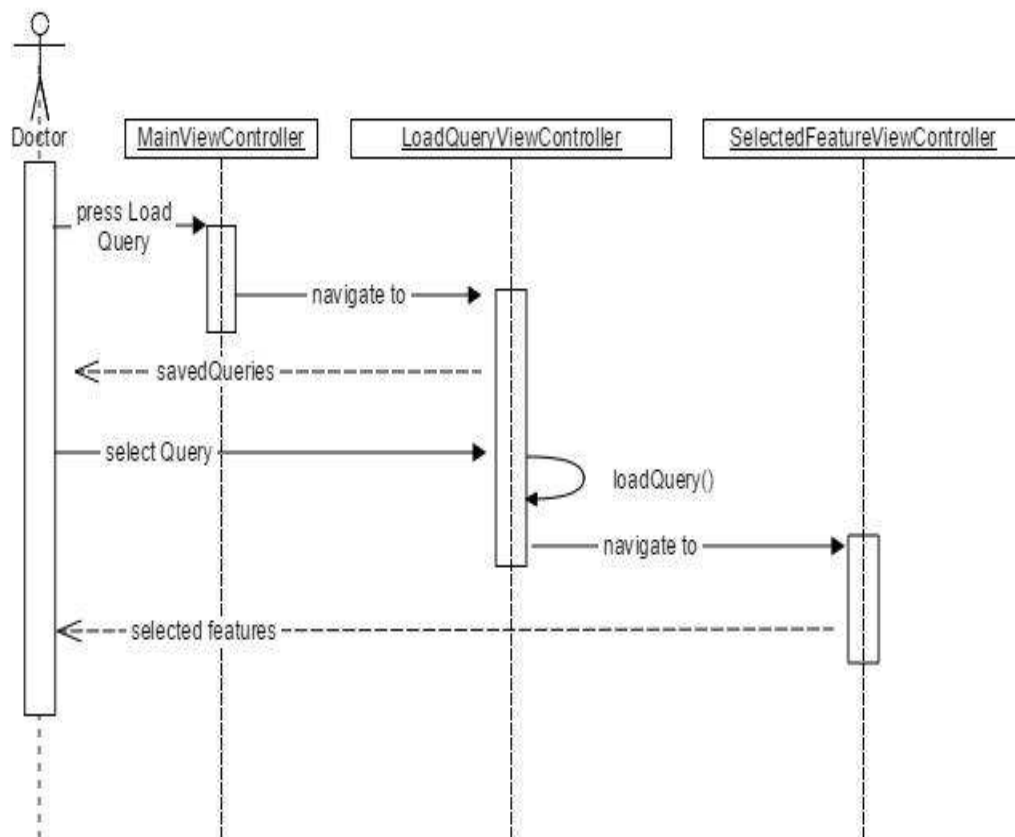 Doctor
MainViewController
LoadQueryViewController
SelectedFeatureViewController
press Load
Query
navigate to
savedQueries
select Query
loadQuery()
navigate to
selected features